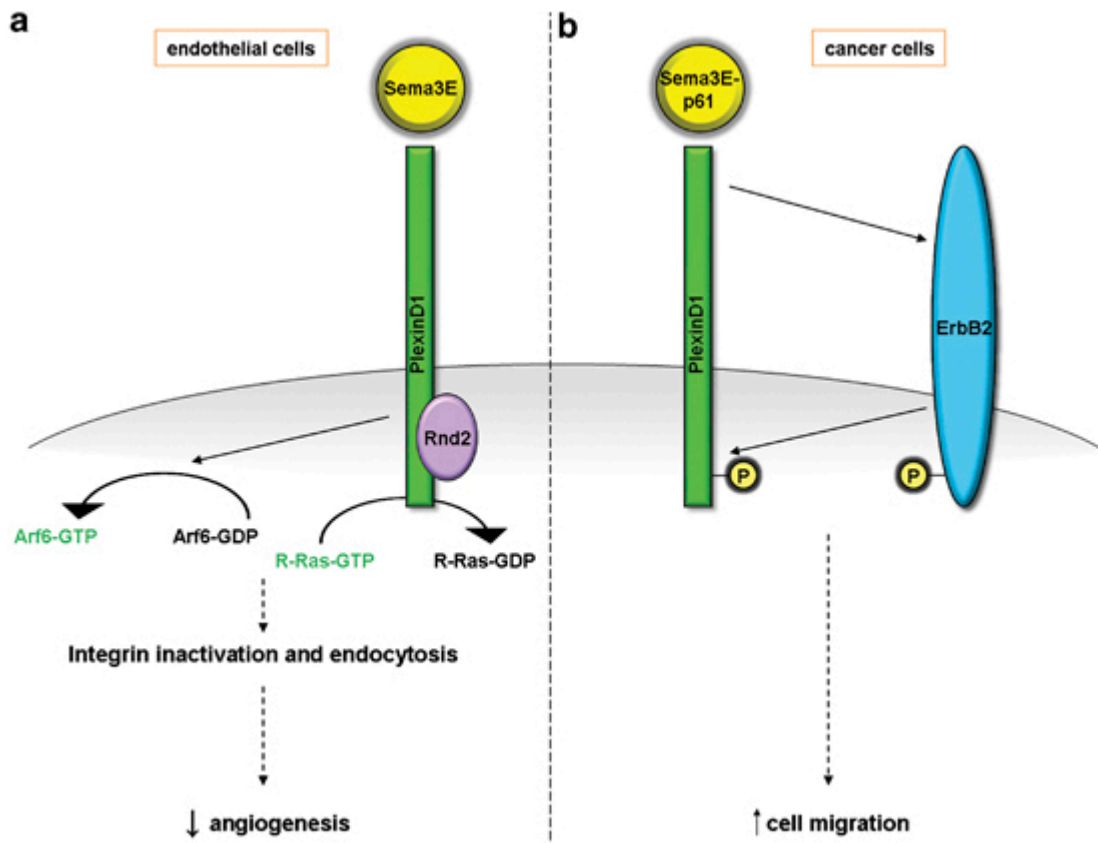 a
endothelial cells
Sema3E
PlexinD1
Rnd2
Arf6-GTP
Arf6-GDP
R-Ras-GTP
R-Ras-GDP
Integrin inactivation and endocytosis
↓ angiogenesis
b
cancer cells
Sema3E-
p61
PlexinD1
ErbB2
P
P
↑ cell migration